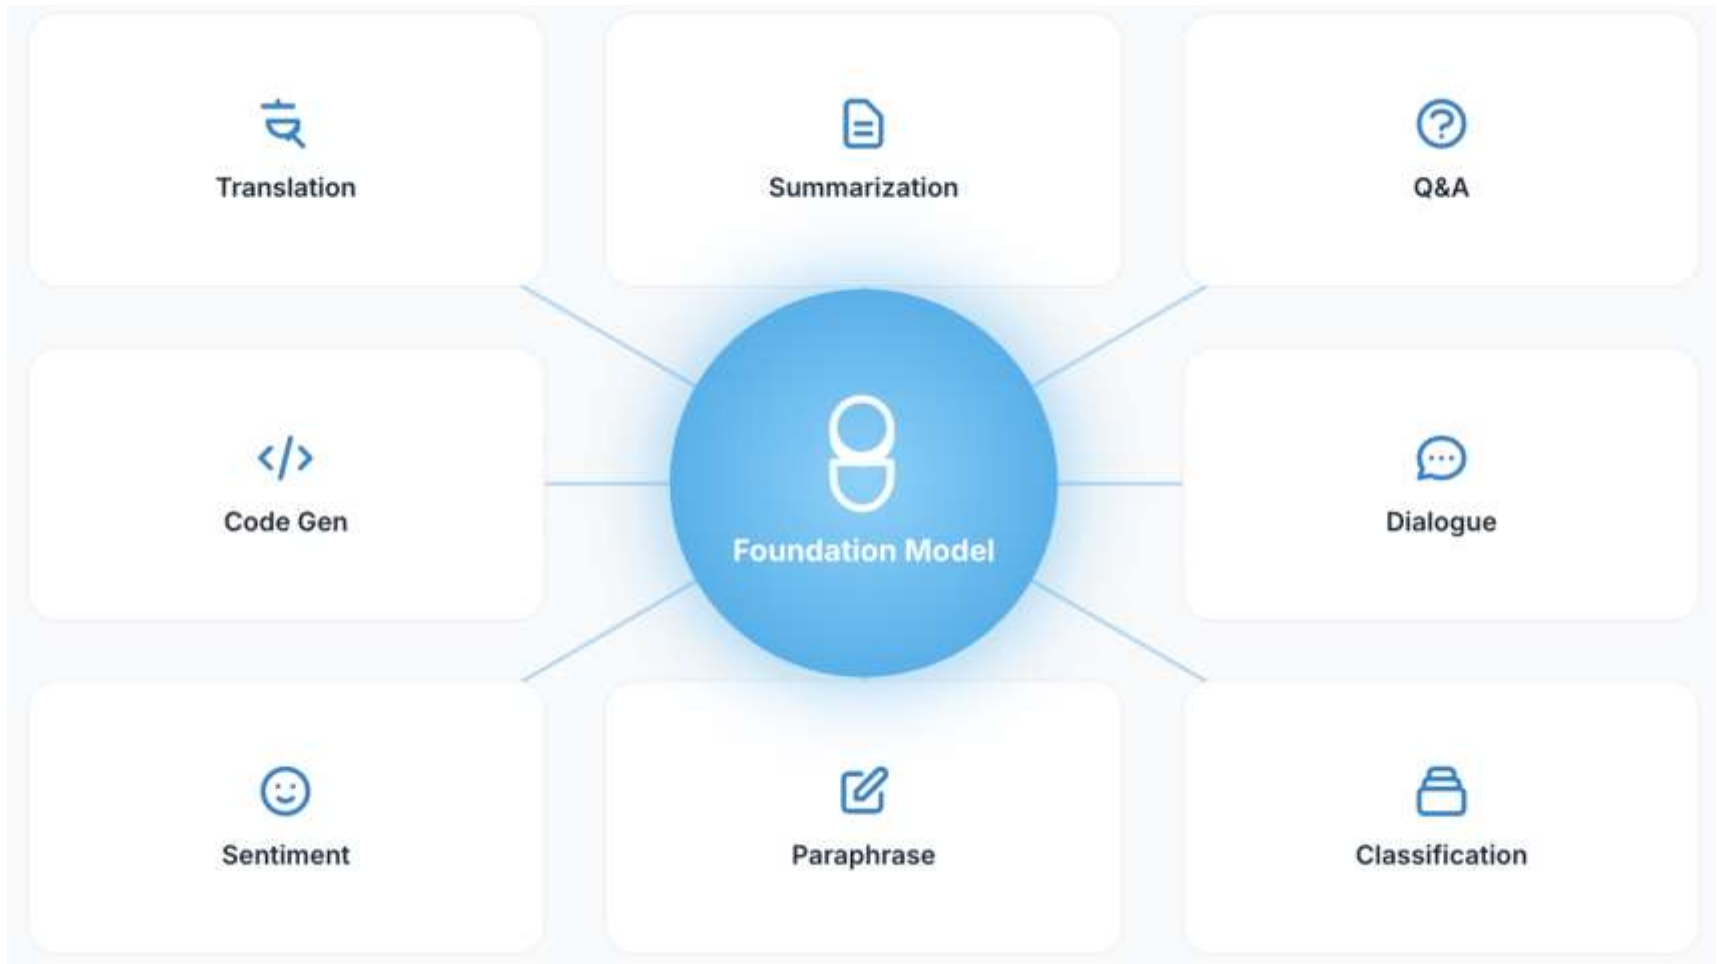 Translation
Summarization
Q&A
Code Gen
Foundation Model
Dialogue
Sentiment
Paraphrase
Classification